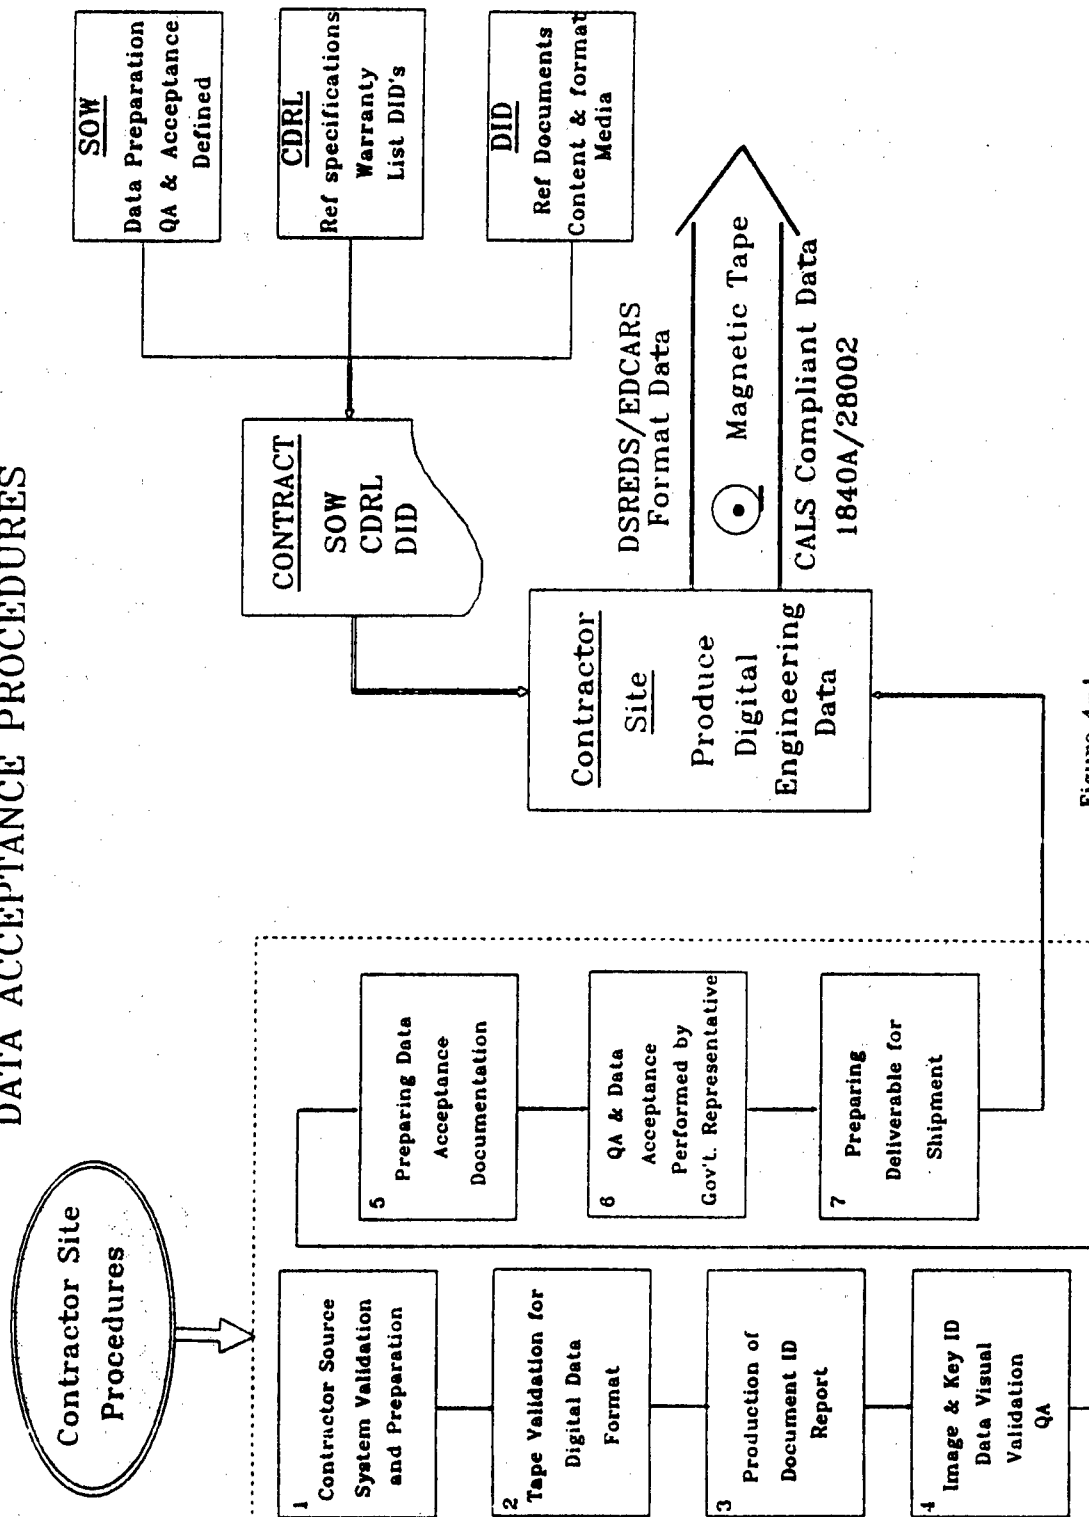 DATA ACCEPTANCE PROCEDURES
Contractor Site
Procedures
1
Contractor Source
System Validation
and Preparation
2
Tape Validation for
Digital Data
Format
3
Production of
Document ID
Report
4
Image & Key ID
Data Visual
Validation
QA
5
Preparing Data
Acceptance
Documentation
6
QA & Data
Acceptance
Performed by
Gov't. Representative
7
Preparing
Deliverable for
Shipment
Contractor
Site
Produce
Digital
Engineering
Data
CONTRACT
SOW
CDRL
DID
SOW
Data Preparation
QA & Acceptance
Defined
CDRL
Ref specifications
Warranty
List DID's
DID
Ref Documents
Content & format
Media
DSREDS/EDCARS
Format Data
Magnetic Tape
CALS Compliant Data
1840A/28002